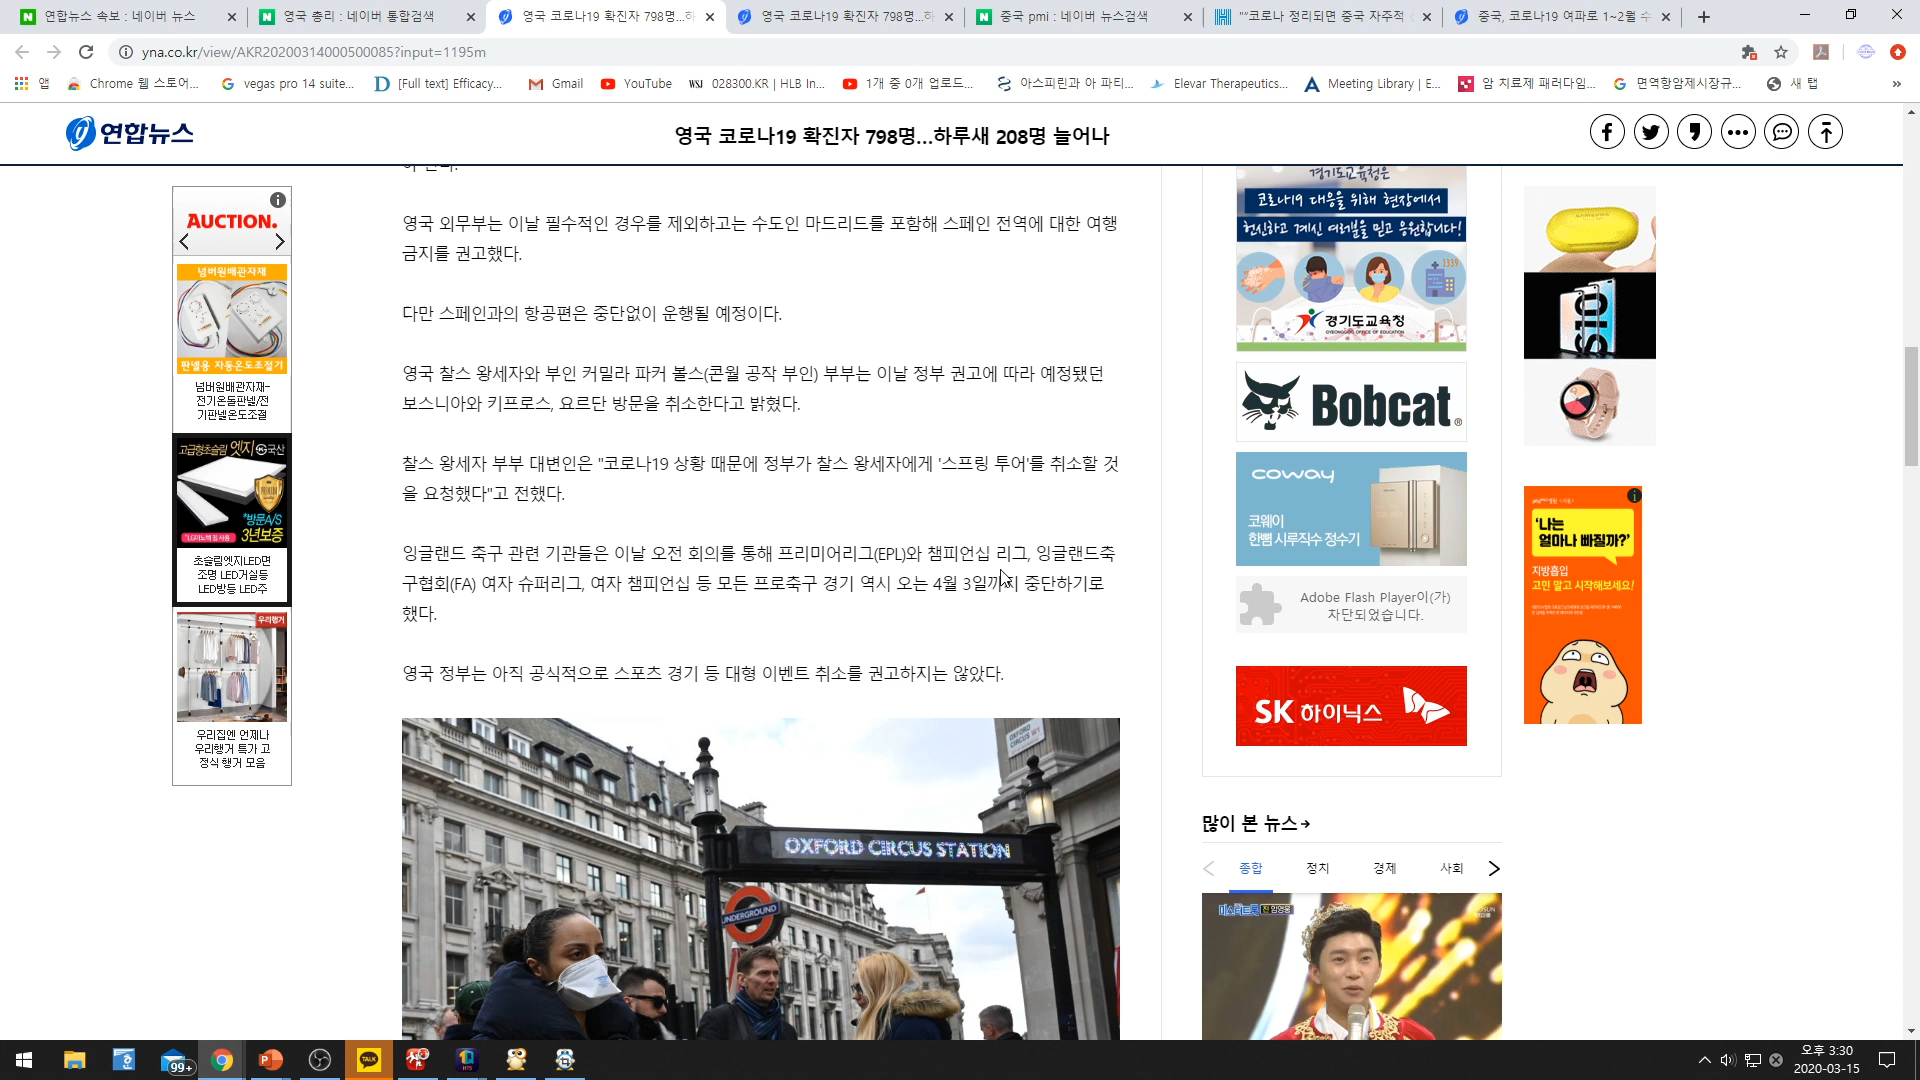 연합뉴스 속보 : 네이버 뉴스
영국 총리 : 네이버 통합검색
영국 코로나19 확진자 798명...하
영국 코로나19 확진자 798명...하
중국 pmi : 네이버 뉴스검색
"“코로나 정리되면 중국 자주적
중국, 코로나19 여파로 1~2월 수
yna.co.kr/view/AKR20200314000500085?input=1195m
앱
Chrome 웹 스토어...
vegas pro 14 suite...
[Full text] Efficacy...
Gmail
YouTube
WSJ 028300.KR | HLB In...
1개 중 0개 업로드...
아스피린과 아 파티...
Elevar Therapeutics...
Meeting Library | E...
암 치료제 패러다임...
면역항암제시장규...
새 탭
연합뉴스
영국 코로나19 확진자 798명...하루새 208명 늘어나
영국 외무부는 이날 필수적인 경우를 제외하고는 수도인 마드리드를 포함해 스페인 전역에 대한 여행
금지를 권고했다.
다만 스페인과의 항공편은 중단없이 운행될 예정이다.
영국 찰스 왕세자와 부인 커밀라 파커 볼스(콘월 공작 부인) 부부는 이날 정부 권고에 따라 예정됐던
보스니아와 키프로스, 요르단 방문을 취소한다고 밝혔다.
찰스 왕세자 부부 대변인은 "코로나19 상황 때문에 정부가 찰스 왕세자에게 '스프링 투어'를 취소할 것
을 요청했다"고 전했다.
잉글랜드 축구 관련 기관들은 이날 오전 회의를 통해 프리미어리그(EPL)와 챔피언십 리그, 잉글랜드축
구협회(FA) 여자 슈퍼리그, 여자 챔피언십 등 모든 프로축구 경기 역시 오는 4월 3일까지 중단하기로
했다.
영국 정부는 아직 공식적으로 스포츠 경기 등 대형 이벤트 취소를 권고하지는 않았다.
OXFORD CIRCUS STATION
UNDERGROUND
OXFORD
CIRCUS W1
AUCTION.
넘버원배관자재
판넬용 자동온도조절기
넘버원배관자재-
전기온돌판넬/전
기판넬온도조절
고급형초슬림 엣지 국산
PREMIUM
*방문A/S
3년보증
초슬림엣지LED면
조명 LED거실등
LED방등 LED주
우리행거
우리집엔 언제나
우리행거 특가 고
정식 행거 모음
경기도교육청은
코로나19 대응을 위해 현장에서
헌신하고 계신 여러분을 믿고 응원합니다!
1339
경기도교육청
GYEONGGIDO OFFICE OF EDUCATION
Bobcat
coway
코웨이
한뼘 시루직수 정수기
Adobe Flash Player이(가)
차단되었습니다.
SK 하이닉스
많이 본 뉴스
종합
정치
경제
사회
미스터트롯
진 임영웅
SAMSUNG
S10
'나는
얼마나 빠질까?'
지방흡입
고민 말고 시작해보세요!
99+
TALK
HTS
오후 3:30
2020-03-15